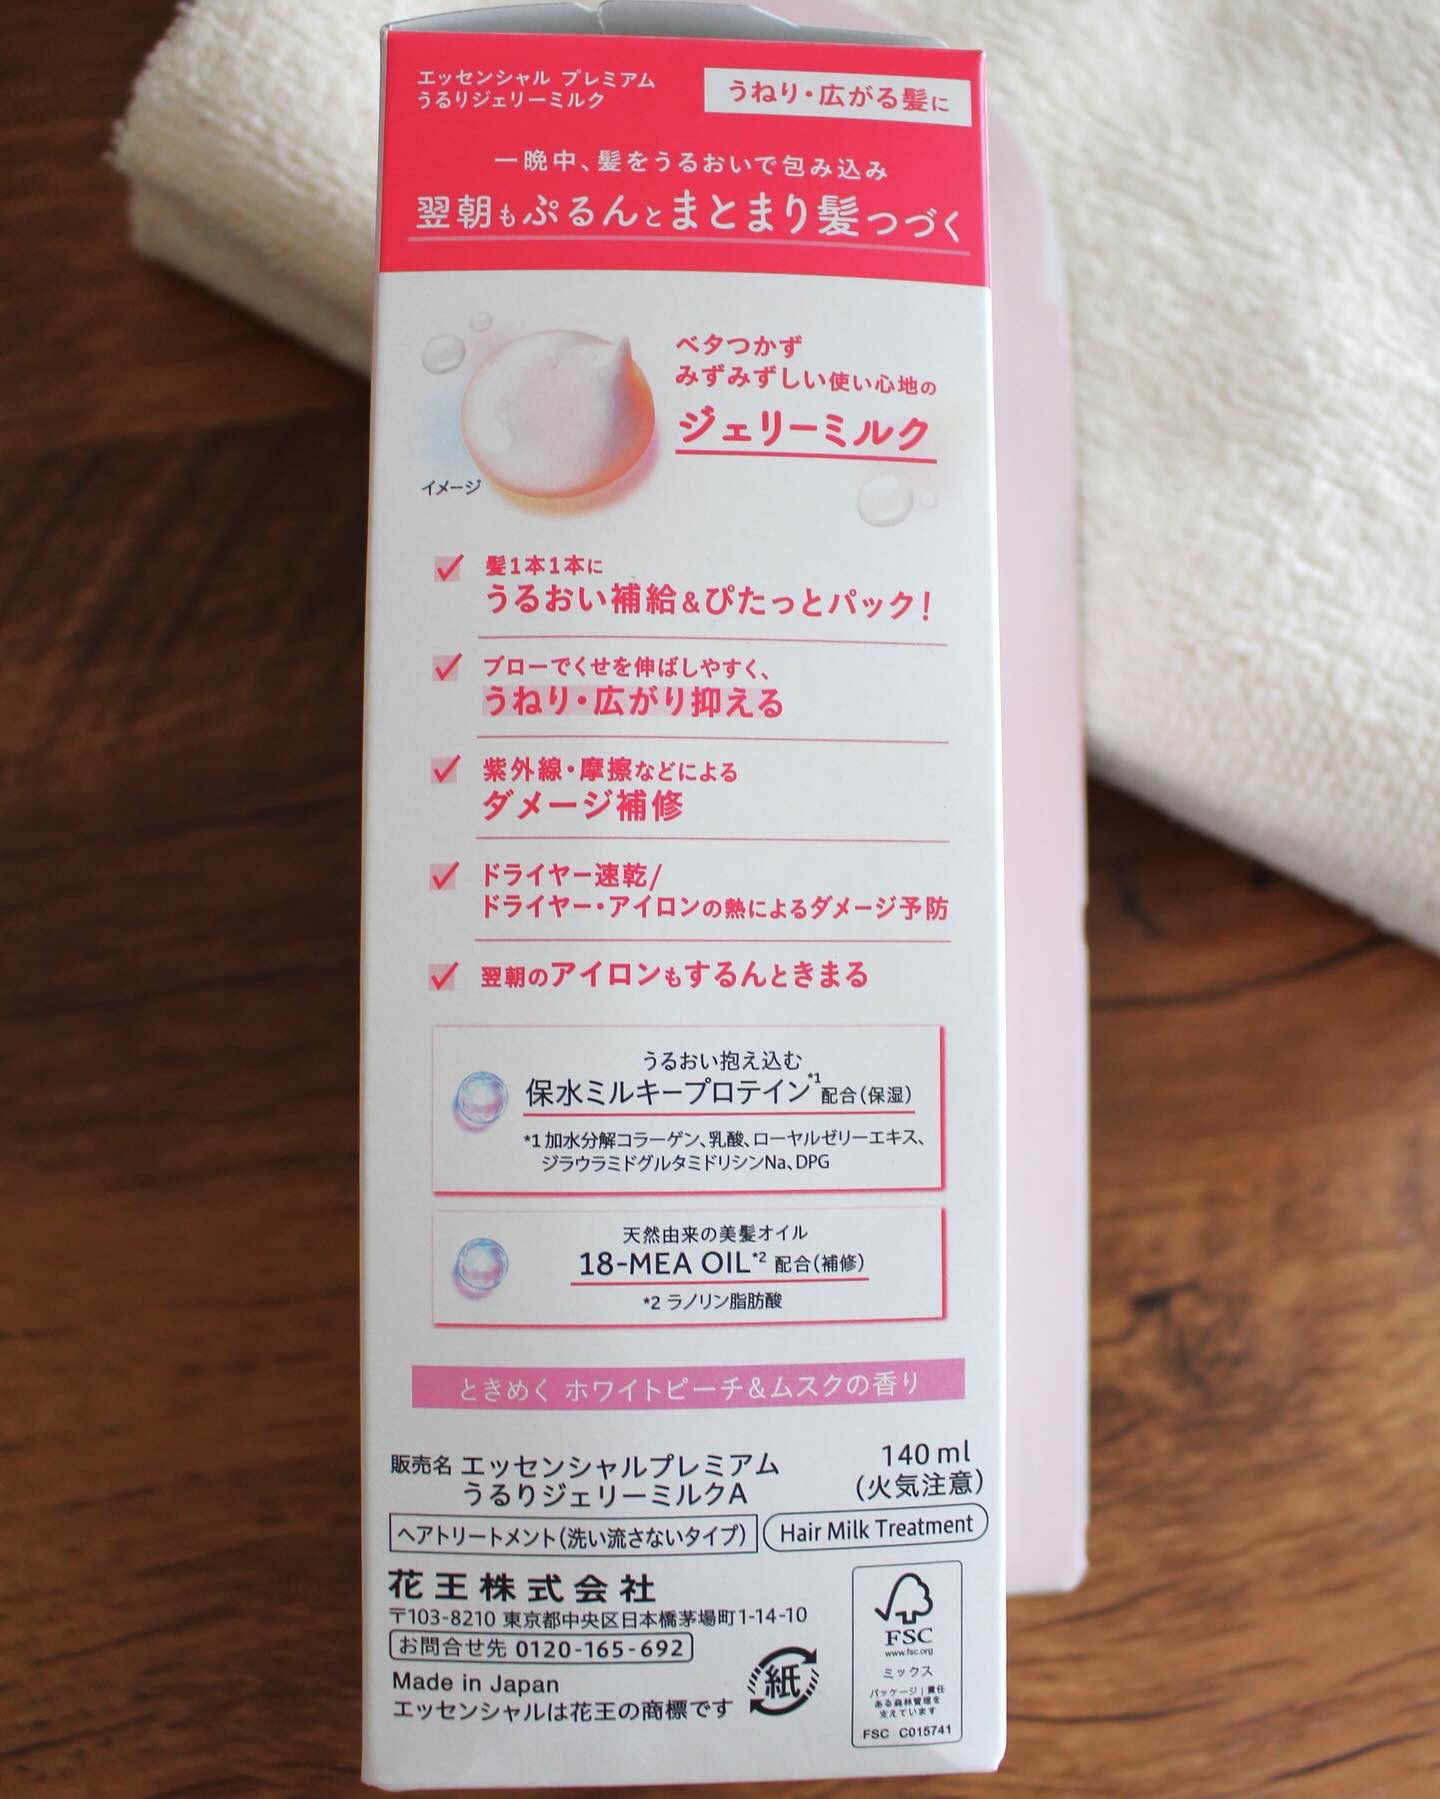 エッセンシャル プレミアム
うるりジェリーミルク
うねり・広がる髪に
一晩中、髪をうるおいで包み込み
翌朝もぷるんとまとまり髪つづく
ベタつかず
みずみずしい使い心地の
ジェリーミルク
イメージ
髪1本1本に
うるおい補給&ぴたっとパック!
ブローでくせを伸ばしやすく、
うねり・広がり抑える
紫外線・摩擦などによる
ダメージ補修
ドライヤー速乾/
ドライヤー・アイロンの熱によるダメージ予防
翌朝のアイロンもするんときまる
うるおい抱え込む
保水ミルキープロテイン*1配合(保湿)
*1 加水分解コラーゲン、乳酸、ローヤルゼリーエキス、
ジラウラミドグルタミドリシンNa、DPG
天然由来の美髪オイル
18-MEA OIL*2 配合(補修)
*2 ラノリン脂肪酸
ときめく ホワイトピーチ&ムスクの香り
販売名 エッセンシャルプレミアム
うるりジェリーミルクA
140 ml
(火気注意)
ヘアトリートメント(洗い流さないタイプ)
Hair Milk Treatment
花王株式会社
〒103-8210 東京都中央区日本橋茅場町1-14-10
お問合せ先 0120-165-692
Made in Japan
エッセンシャルは花王の商標です
紙
FSC
www.fsc.org
ミックス
パッケージ|責任
ある森林管理を
支えています
FSC C015741